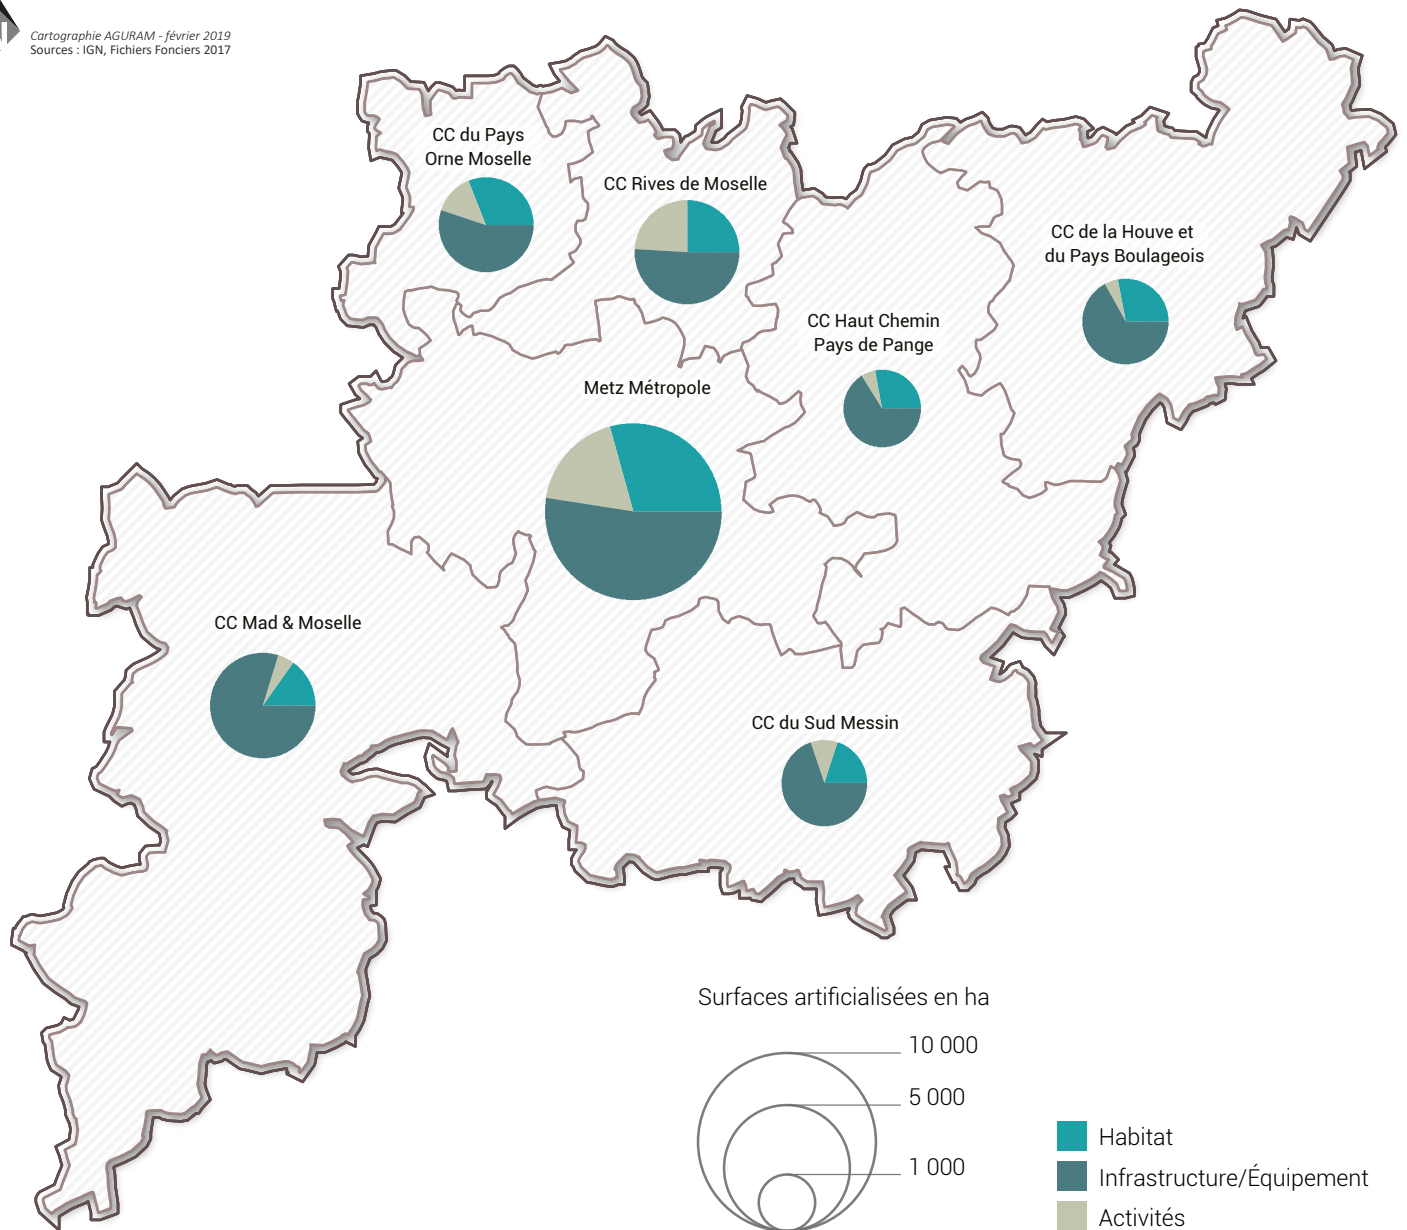 Cartographie AGURAM - février 2019
Sources : IGN, Fichiers Fonciers 2017
CC du Pays
Orne Moselle
CC Rives de Moselle
CC de la Houve et
du Pays Boulageois
CC Haut Chemin
Pays de Pange
Metz Métropole
CC Mad & Moselle
CC du Sud Messin
Surfaces artificialisées en ha
10 000
5 000
1 000
Habitat
Infrastructure/Équipement
Activités